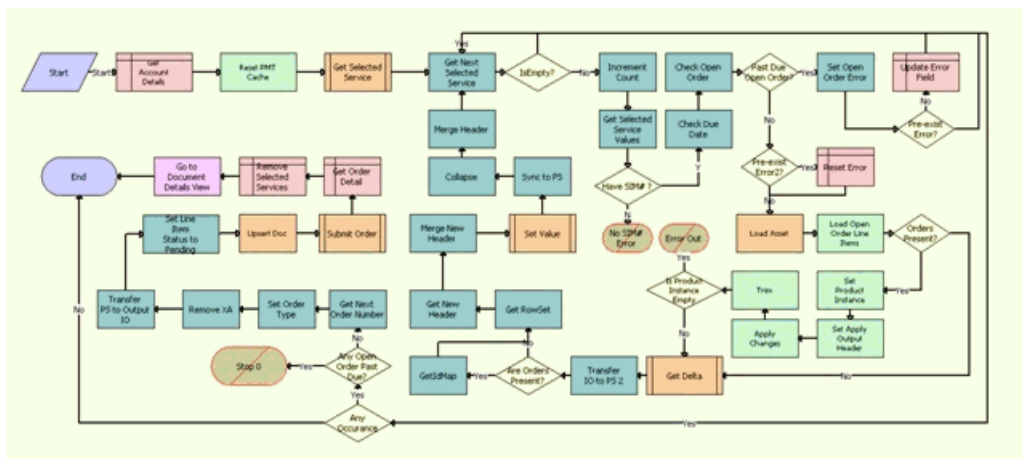 Start
Start
Get
Account
Details
Reset PMT
Cache
Get Selected
Service
Get Next
Selected
Service
Yes
IsEmpty?
No
Increment
Count
Check Open
Order
Past Due
Open Order?
Yes
Set Open
Order Error
Update Error
Field
No
Pre-exist
Error?
Merge Header
Get Selected
Service
Values
Check Due
Date
No
End
Go to
Document
Details View
Remove
Selected
Services
Get Order
Detail
Collapse
Sync to PS
Have SIM# ?
Y
N
Pre-exist
Error2?
Yes
Reset Error
No
Set Line
Item
Status to
Pending
Upsert Doc
Submit Order
Merge New
Header
Set Value
No SIM#
Error
Error Out
Yes
Load Asset
Load Open
Order Line
Items
Orders
Present?
Is Product
Instance
Empty
Trim
Set
Product
Instance
Yes
Transfer
PS to Output
IO
Remove XA
Set Order
Type
Get Next
Order Number
Get New
Header
Get RowSet
No
No
Apply
Changes
Set Apply
Output
Header
No
No
Stop 0
Yes
Any Open
Order Past
Due?
GetIdMap
Yes
Are Orders
Present?
Transfer
IO to PS 2
Get Delta
No
Yes
Any
Occurance
Yes